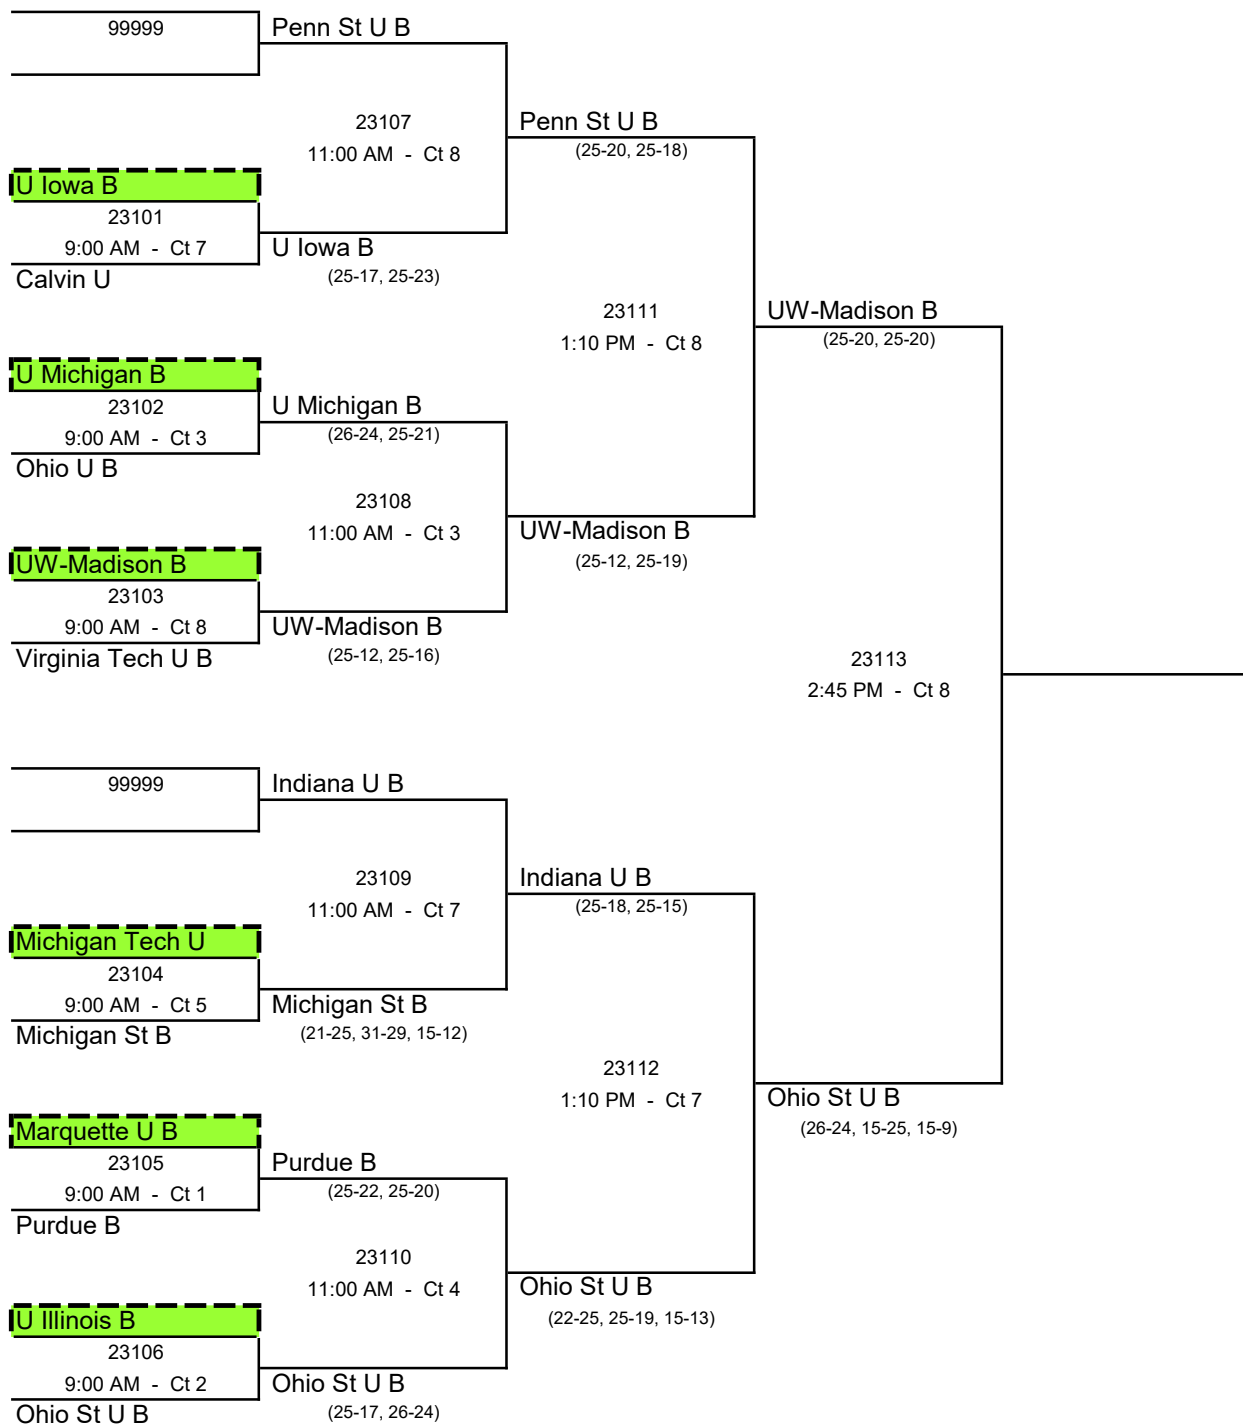 99999
Penn St U B
23107
11:00 AM - Ct 8
Penn St U B
(25-20, 25-18)
U Iowa B
23101
9:00 AM - Ct 7
Calvin U
U Iowa B
(25-17, 25-23)
23111
1:10 PM - Ct 8
UW-Madison B
(25-20, 25-20)
U Michigan B
23102
9:00 AM - Ct 3
Ohio U B
U Michigan B
(26-24, 25-21)
23108
11:00 AM - Ct 3
UW-Madison B
(25-12, 25-19)
UW-Madison B
23103
9:00 AM - Ct 8
Virginia Tech U B
UW-Madison B
(25-12, 25-16)
23113
2:45 PM - Ct 8
99999
Indiana U B
23109
11:00 AM - Ct 7
Indiana U B
(25-18, 25-15)
Michigan Tech U
23104
9:00 AM - Ct 5
Michigan St B
Michigan St B
(21-25, 31-29, 15-12)
23112
1:10 PM - Ct 7
Ohio St U B
(26-24, 15-25, 15-9)
Marquette U B
23105
9:00 AM - Ct 1
Purdue B
Purdue B
(25-22, 25-20)
23110
11:00 AM - Ct 4
Ohio St U B
(22-25, 25-19, 15-13)
U Illinois B
23106
9:00 AM - Ct 2
Ohio St U B
Ohio St U B
(25-17, 26-24)